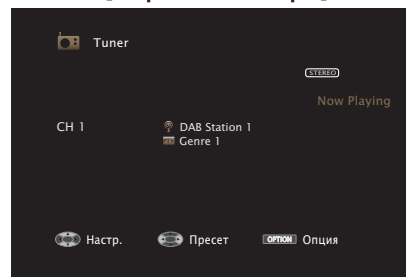 Tuner
STEREO
Now Playing
CH 1
DAB Station 1
Genre 1
Настр.
Пресет
OPTION Опция